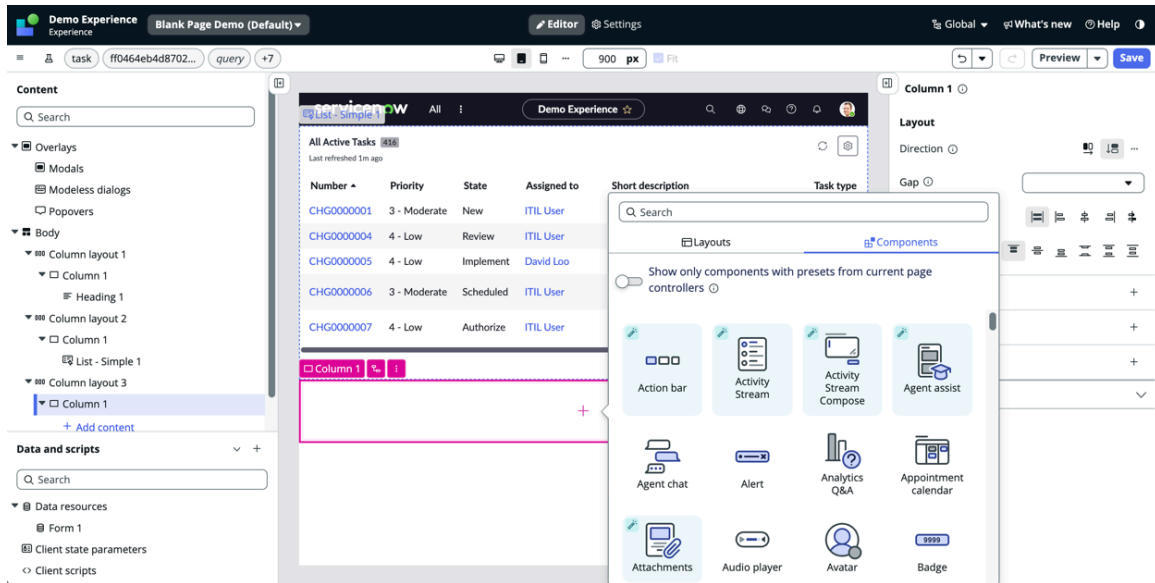 Demo Experience
Experience
Blank Page Demo (Default)
Editor
Settings
Global
What's new
Help
task
ff0464eb4d8702...
query
+7
900 px
Fit
Preview
Save
Content
Search
Overlays
Modals
Modeless dialogs
Popovers
Body
Column layout 1
Column 1
Heading 1
Column layout 2
Column 1
List - Simple 1
Column layout 3
Column 1
+ Add content
Data and scripts
Search
Data resources
Form 1
Client state parameters
Client scripts
servicenow
List - Simple 1
All
Demo Experience
All Active Tasks 416
Last refreshed 1m ago
Number Priority State Assigned to Short description Task type
CHG0000001 3 - Moderate New ITIL User
CHG0000004 4 - Low Review ITIL User
CHG0000005 4 - Low Implement David Loo
CHG0000006 3 - Moderate Scheduled ITIL User
CHG0000007 4 - Low Authorize ITIL User
Column 1
Search
Layouts
Components
Show only components with presets from current page
controllers
Action bar
Activity
Stream
Activity
Stream
Compose
Agent assist
Agent chat
Alert
Analytics
Q&A
Appointment
calendar
Attachments
Audio player
Avatar
9999
Badge
Column 1
Layout
Direction
Gap